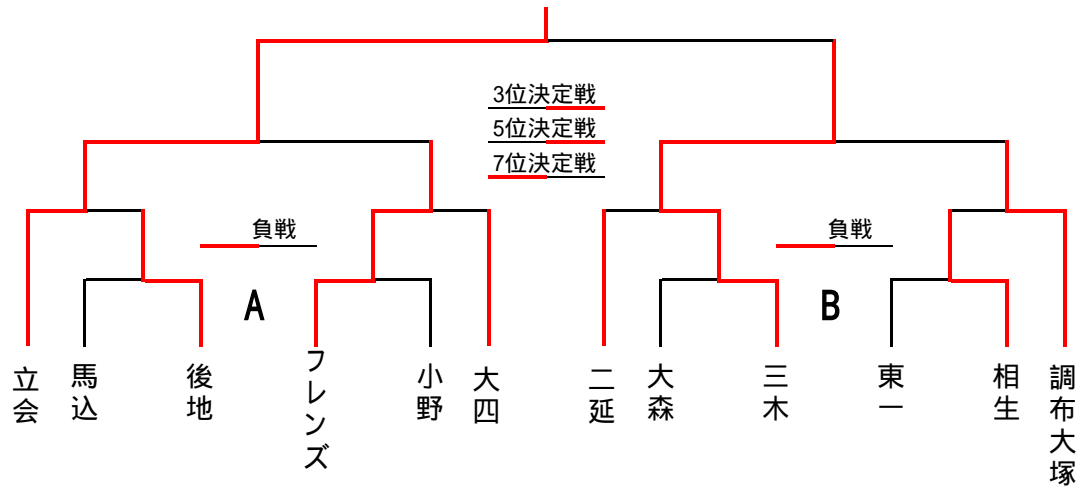 3位決定戦
5位決定戦
7位決定戦
負戦
負戦
A
B
立会
馬込
後地
フレンズ
小野
大四
二延
大森
三木
東一
相生
調布大塚